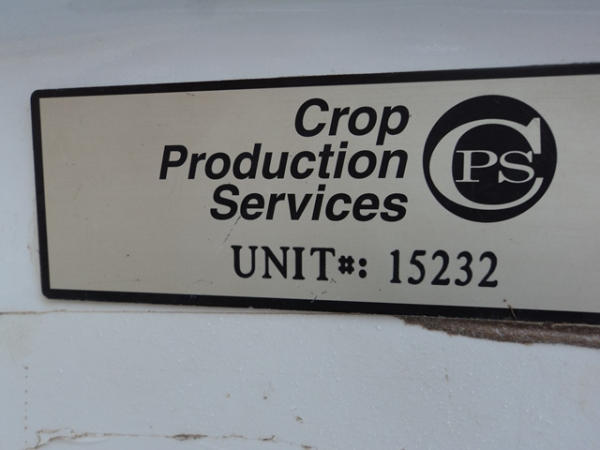 Crop
Production
Services
CPS
UNIT#: 15232